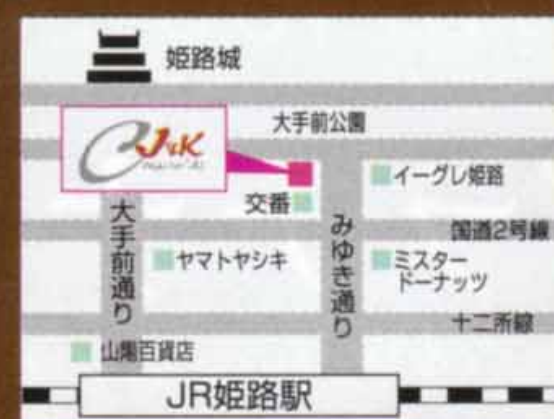 姫路城
大手前公園
J&K
イーグレ姫路
交番
大手前通り
みゆき通り
国道2号線
ヤマトヤシキ
ミスター
ドーナッツ
十二所線
山陽百貨店
JR姫路駅